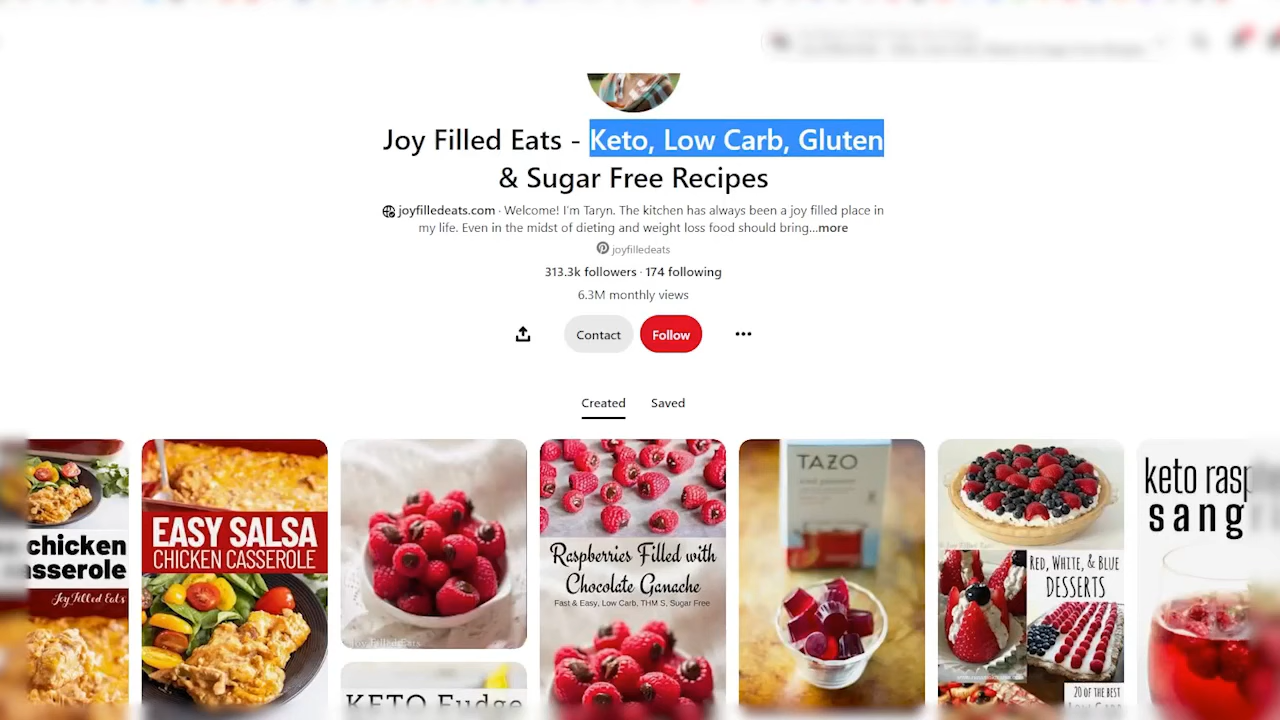 Joy Filled Eats - Keto, Low Carb, Gluten
& Sugar Free Recipes
joyfilledeats.com · Welcome! I'm Taryn. The kitchen has always been a joy filled place in
my life. Even in the midst of dieting and weight loss food should bring...more
joyfilledeats
313.3k followers · 174 following
6.3M monthly views
Contact
Follow
Created
Saved
chicken
Joy Filled Eats
EASY SALSA
CHICKEN CASSEROLE
Joy Filled Eats
KETO Fudge
Raspberries Filled with
Chocolate Ganache
Fast & Easy, Low Carb, THM S, Sugar Free
TAZO
RED, WHITE, & BLUE
DESSERTS
20 OF THE BEST
keto